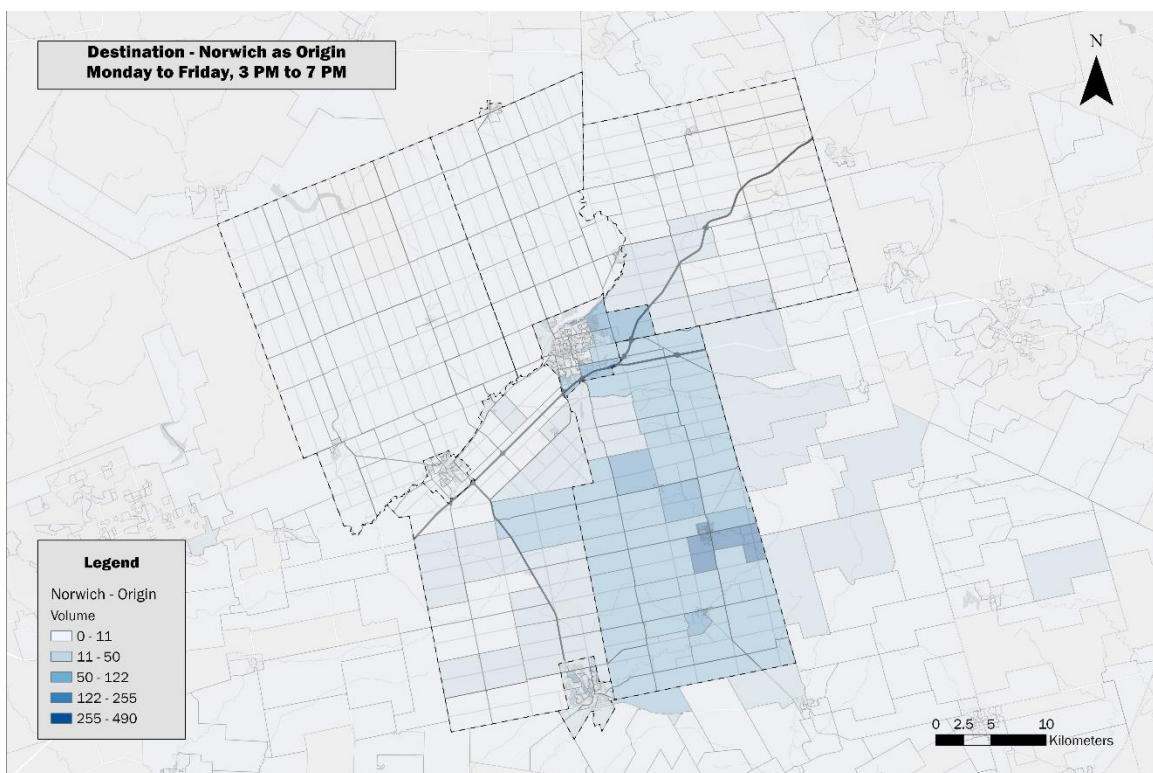 Destination - Norwich as Origin
Monday to Friday, 3 PM to 7 PM
N
Legend
Norwich - Origin
Volume
0 - 11
11 - 50
50 - 122
122 - 255
255 - 490
0 2.5 5 10
Kilometers